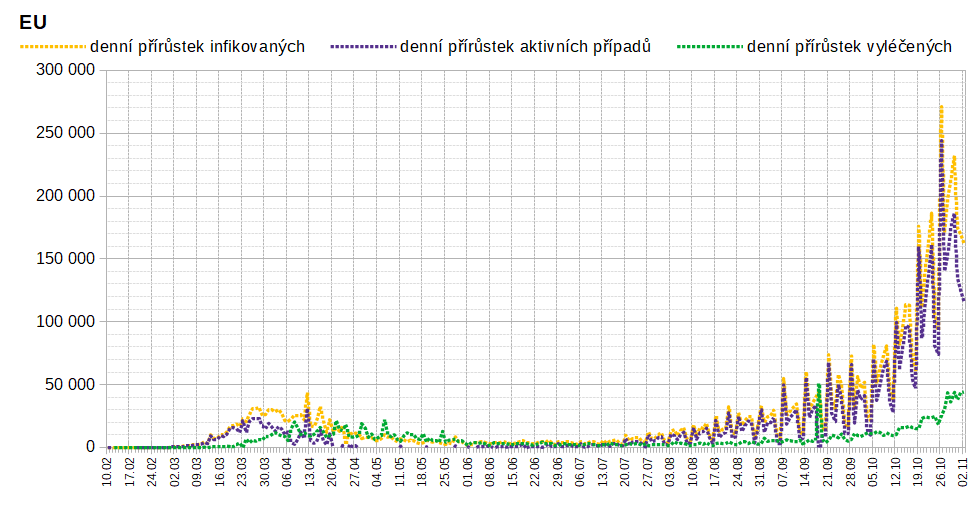 EU
denní přírůstek infikovaných denní přírůstek aktivních případů denní přírůstek vyléčených
300 000
250 000
200 000
150 000
100 000
50 000
0
10.02 17.02 24.02 02.03 09.03 16.03 23.03 30.03 06.04 13.04 20.04 27.04 04.05 11.05 18.05 25.05 01.06 08.06 15.06 22.06 29.06 06.07 13.07 20.07 27.07 03.08 10.08 17.08 24.08 31.08 07.09 14.09 21.09 28.09 05.10 12.10 19.10 26.10 02.11